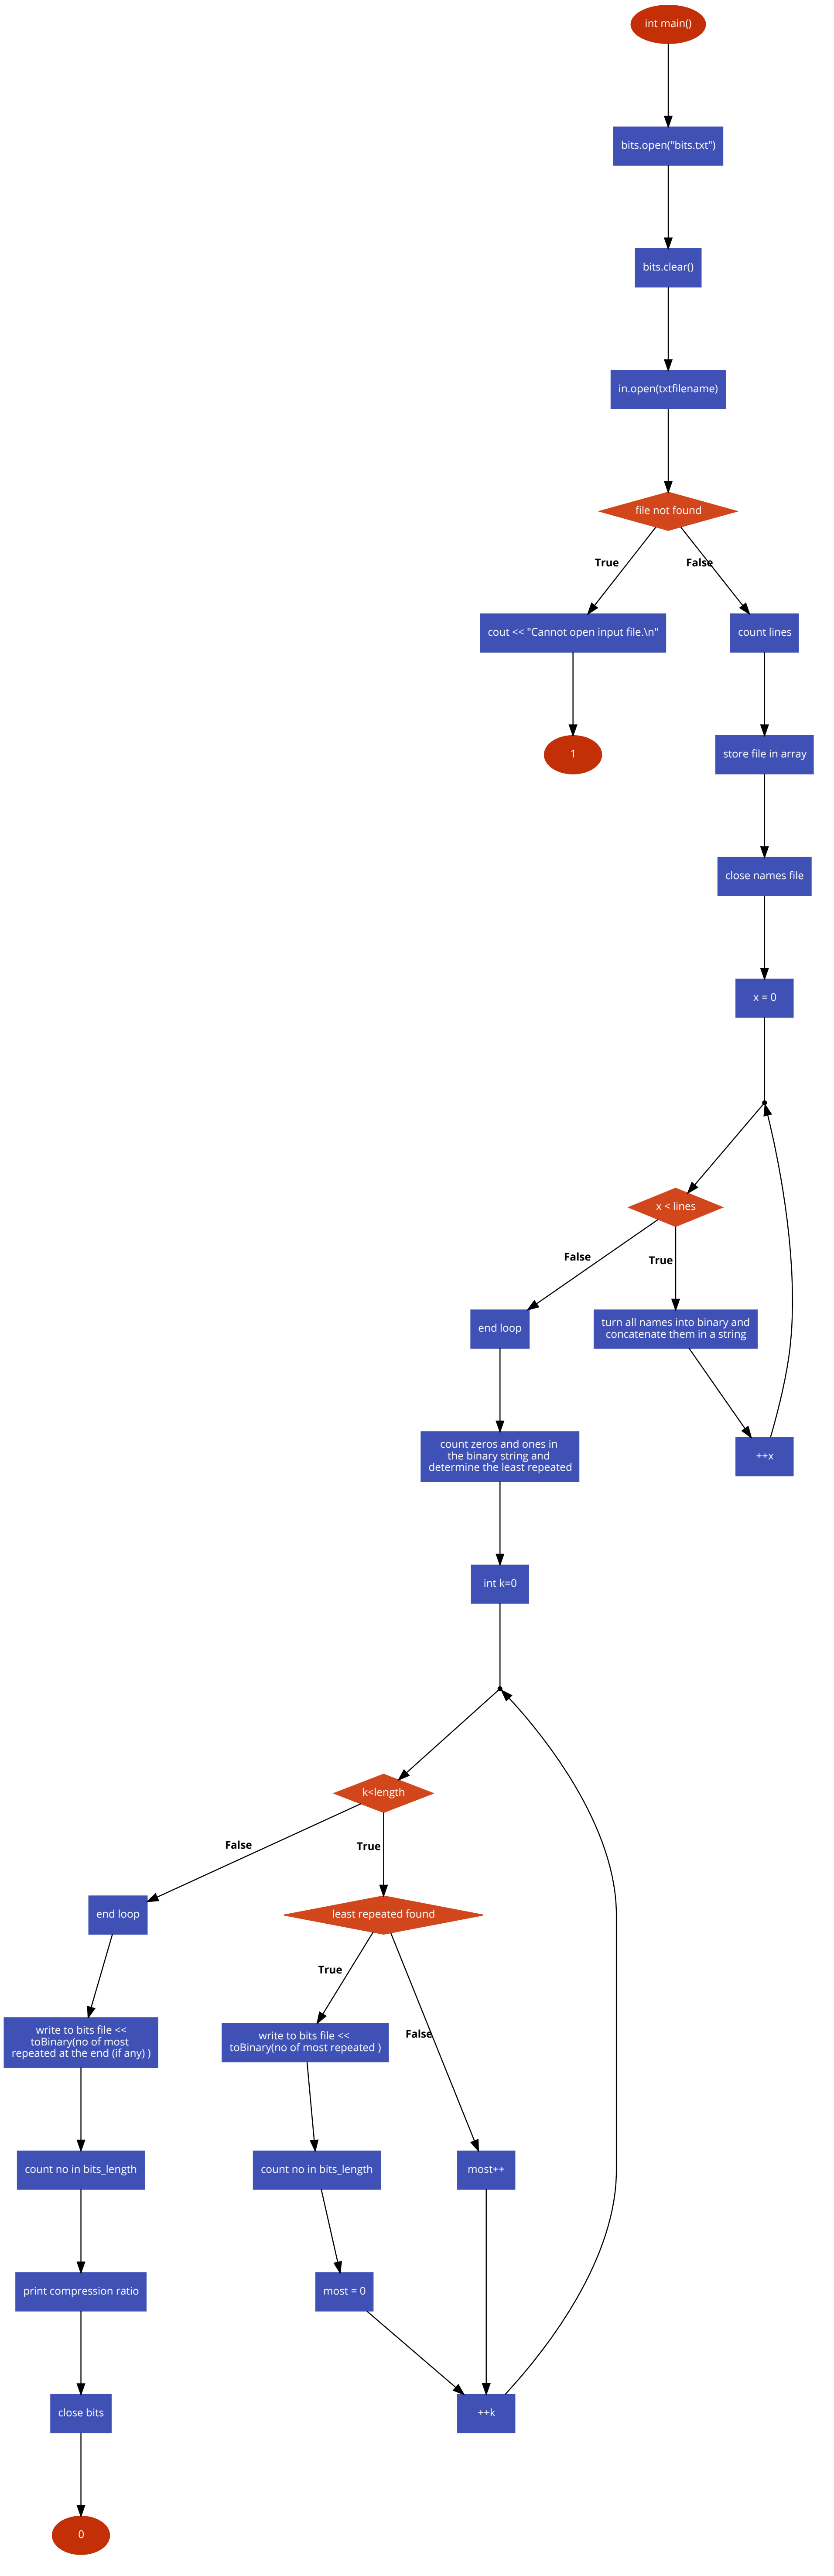 int main()
bits.open("bits.txt")
bits.clear()
in.open(txtfilename)
file not found
True
False
cout << "Cannot open input file.\n"
count lines
1
store file in array
close names file
x = 0
x < lines
False
True
end loop
turn all names into binary and
concatenate them in a string
count zeros and ones in
the binary string and
determine the least repeated
++x
int k=0
k<length
False
True
end loop
least repeated found
True
False
write to bits file <<
toBinary(no of most
repeated at the end (if any) )
write to bits file <<
toBinary(no of most repeated )
count no in bits_length
count no in bits_length
most++
print compression ratio
most = 0
close bits
++k
0